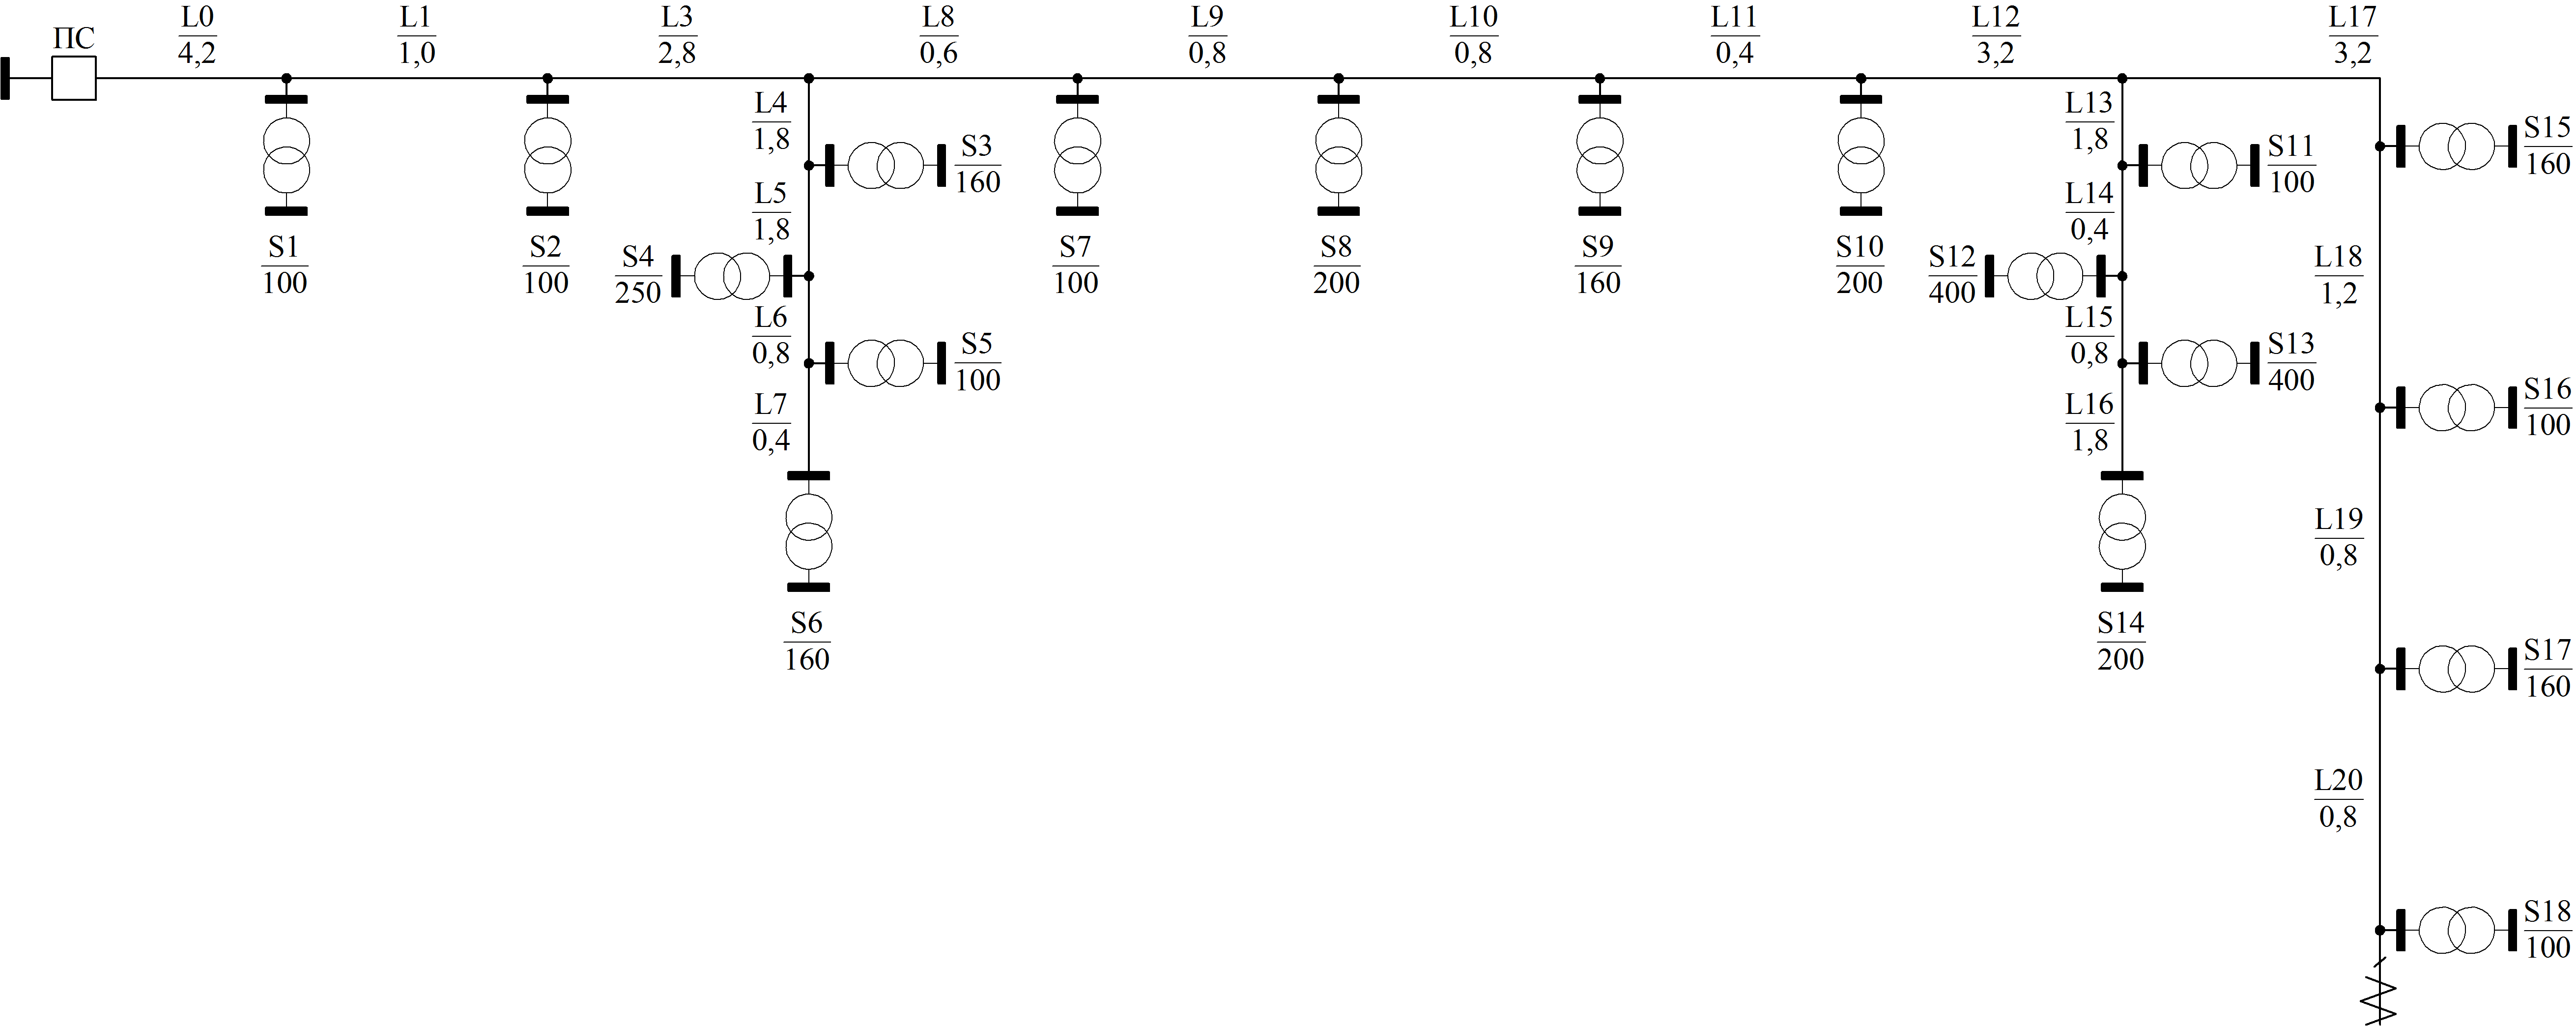 L0 L1 L3 L8 L9 L10 L11 L12 L17
ПС 4,2 1,0 2,8 0,6 0,8 0,8 0,4 3,2 3,2
L4 L13
1,8 S3 1,8 S11 S15
160 100 160
L5 L14
1,8 0,4
S1 S2 S4 S7 S8 S9 S10 S12 L18
100 100 250 100 200 160 200 400 1,2
L6 L15
0,8 S5 0,8 S13
100 400 S16
L7 L16 100
0,4 1,8
L19
0,8
S6 S14 S17
160 200 160
L20
0,8
S18
100